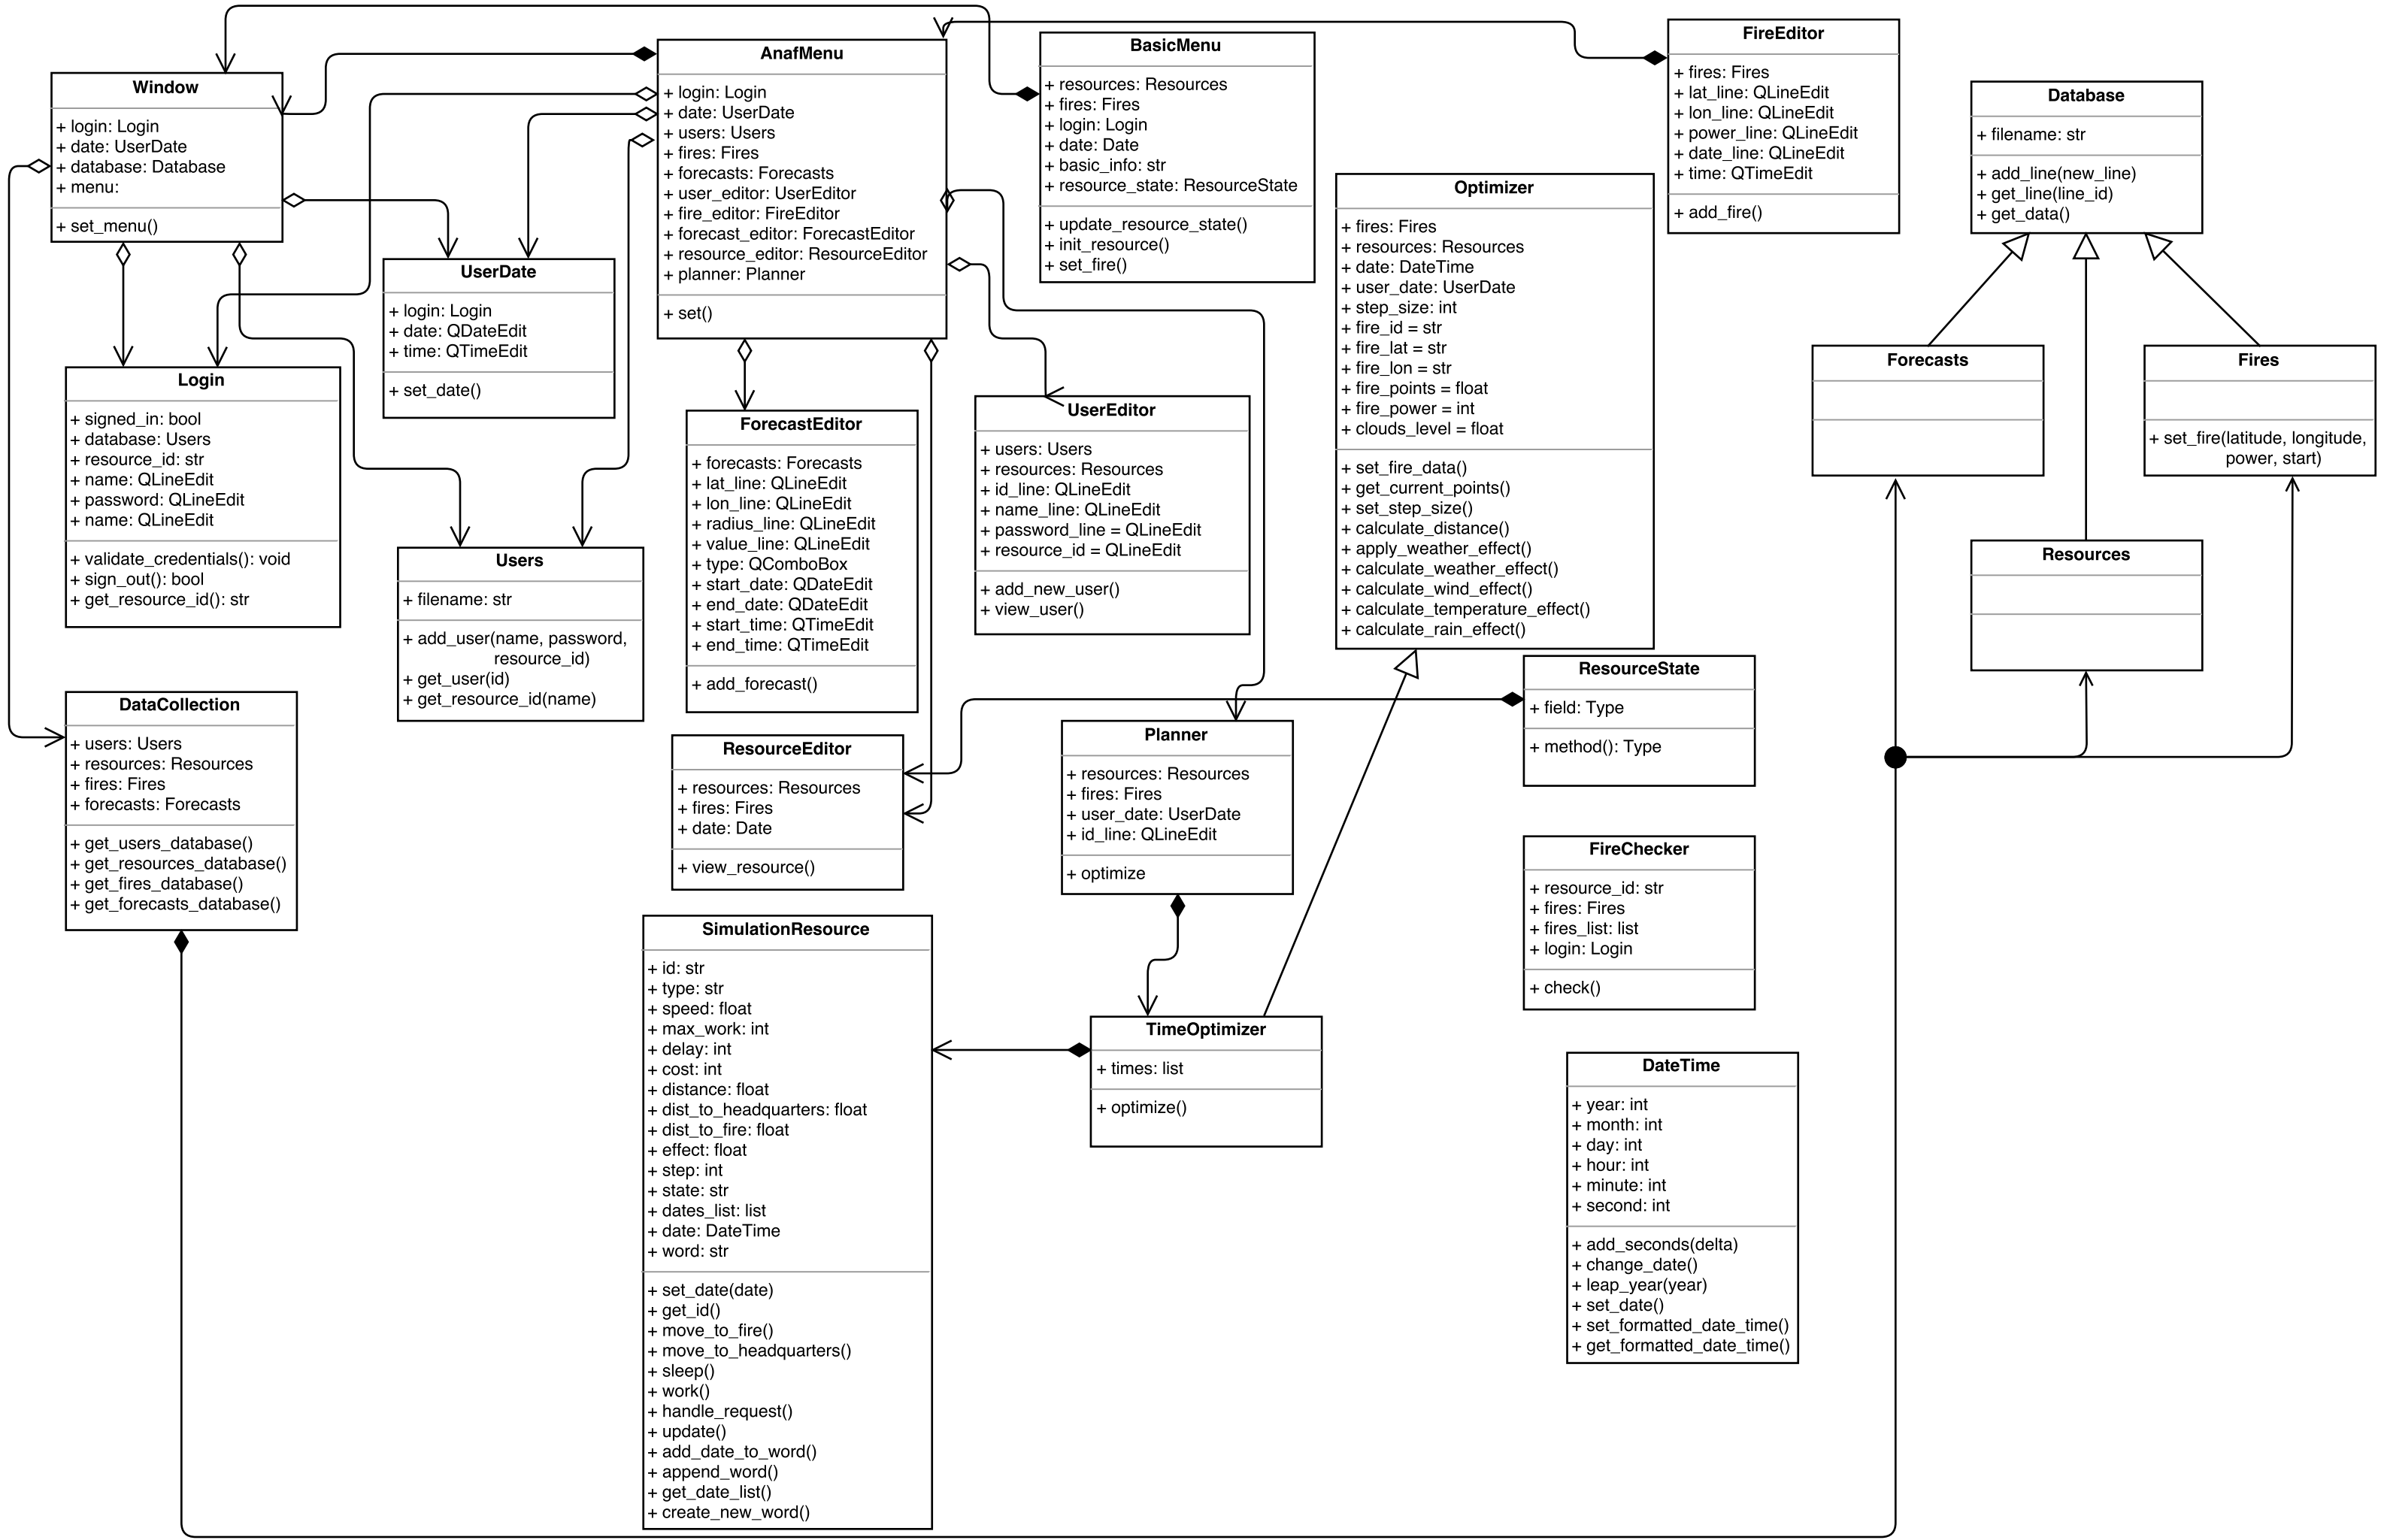 Window
+ login: Login
+ date: UserDate
+ database: Database
+ menu:
+ set_menu()
AnafMenu
+ login: Login
+ date: UserDate
+ users: Users
+ fires: Fires
+ forecasts: Forecasts
+ user_editor: UserEditor
+ fire_editor: FireEditor
+ forecast_editor: ForecastEditor
+ resource_editor: ResourceEditor
+ planner: Planner
+ set()
BasicMenu
+ resources: Resources
+ fires: Fires
+ login: Login
+ date: Date
+ basic_info: str
+ resource_state: ResourceState
+ update_resource_state()
+ init_resource()
+ set_fire()
FireEditor
+ fires: Fires
+ lat_line: QLineEdit
+ lon_line: QLineEdit
+ power_line: QLineEdit
+ date_line: QLineEdit
+ time: QTimeEdit
+ add_fire()
Database
+ filename: str
+ add_line(new_line)
+ get_line(line_id)
+ get_data()
Optimizer
+ fires: Fires
+ resources: Resources
+ date: DateTime
+ user_date: UserDate
+ step_size: int
+ fire_id = str
+ fire_lat = str
+ fire_lon = str
+ fire_points = float
+ fire_power = int
+ clouds_level = float
+ set_fire_data()
+ get_current_points()
+ set_step_size()
+ calculate_distance()
+ apply_weather_effect()
+ calculate_weather_effect()
+ calculate_wind_effect()
+ calculate_temperature_effect()
+ calculate_rain_effect()
UserDate
+ login: Login
+ date: QDateEdit
+ time: QTimeEdit
+ set_date()
Forecasts
Fires
+ set_fire(latitude, longitude,
power, start)
Login
+ signed_in: bool
+ database: Users
+ resource_id: str
+ name: QLineEdit
+ password: QLineEdit
+ name: QLineEdit
+ validate_credentials(): void
+ sign_out(): bool
+ get_resource_id(): str
ForecastEditor
+ forecasts: Forecasts
+ lat_line: QLineEdit
+ lon_line: QLineEdit
+ radius_line: QLineEdit
+ value_line: QLineEdit
+ type: QComboBox
+ start_date: QDateEdit
+ end_date: QDateEdit
+ start_time: QTimeEdit
+ end_time: QTimeEdit
+ add_forecast()
UserEditor
+ users: Users
+ resources: Resources
+ id_line: QLineEdit
+ name_line: QLineEdit
+ password_line = QLineEdit
+ resource_id = QLineEdit
+ add_new_user()
+ view_user()
Users
+ filename: str
+ add_user(name, password,
resource_id)
+ get_user(id)
+ get_resource_id(name)
Resources
ResourceState
+ field: Type
+ method(): Type
DataCollection
+ users: Users
+ resources: Resources
+ fires: Fires
+ forecasts: Forecasts
+ get_users_database()
+ get_resources_database()
+ get_fires_database()
+ get_forecasts_database()
ResourceEditor
+ resources: Resources
+ fires: Fires
+ date: Date
+ view_resource()
Planner
+ resources: Resources
+ fires: Fires
+ user_date: UserDate
+ id_line: QLineEdit
+ optimize
FireChecker
+ resource_id: str
+ fires: Fires
+ fires_list: list
+ login: Login
+ check()
SimulationResource
+ id: str
+ type: str
+ speed: float
+ max_work: int
+ delay: int
+ cost: int
+ distance: float
+ dist_to_headquarters: float
+ dist_to_fire: float
+ effect: float
+ step: int
+ state: str
+ dates_list: list
+ date: DateTime
+ word: str
+ set_date(date)
+ get_id()
+ move_to_fire()
+ move_to_headquarters()
+ sleep()
+ work()
+ handle_request()
+ update()
+ add_date_to_word()
+ append_word()
+ get_date_list()
+ create_new_word()
TimeOptimizer
+ times: list
+ optimize()
DateTime
+ year: int
+ month: int
+ day: int
+ hour: int
+ minute: int
+ second: int
+ add_seconds(delta)
+ change_date()
+ leap_year(year)
+ set_date()
+ set_formatted_date_time()
+ get_formatted_date_time()